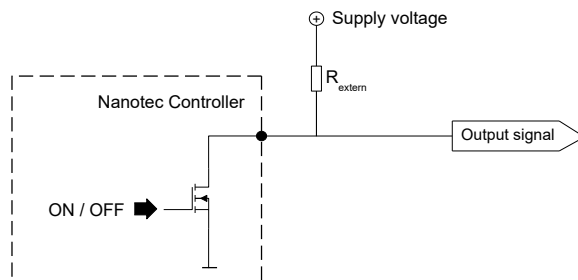 Supply voltage
R extern
Nanotec Controller
Output signal
ON / OFF